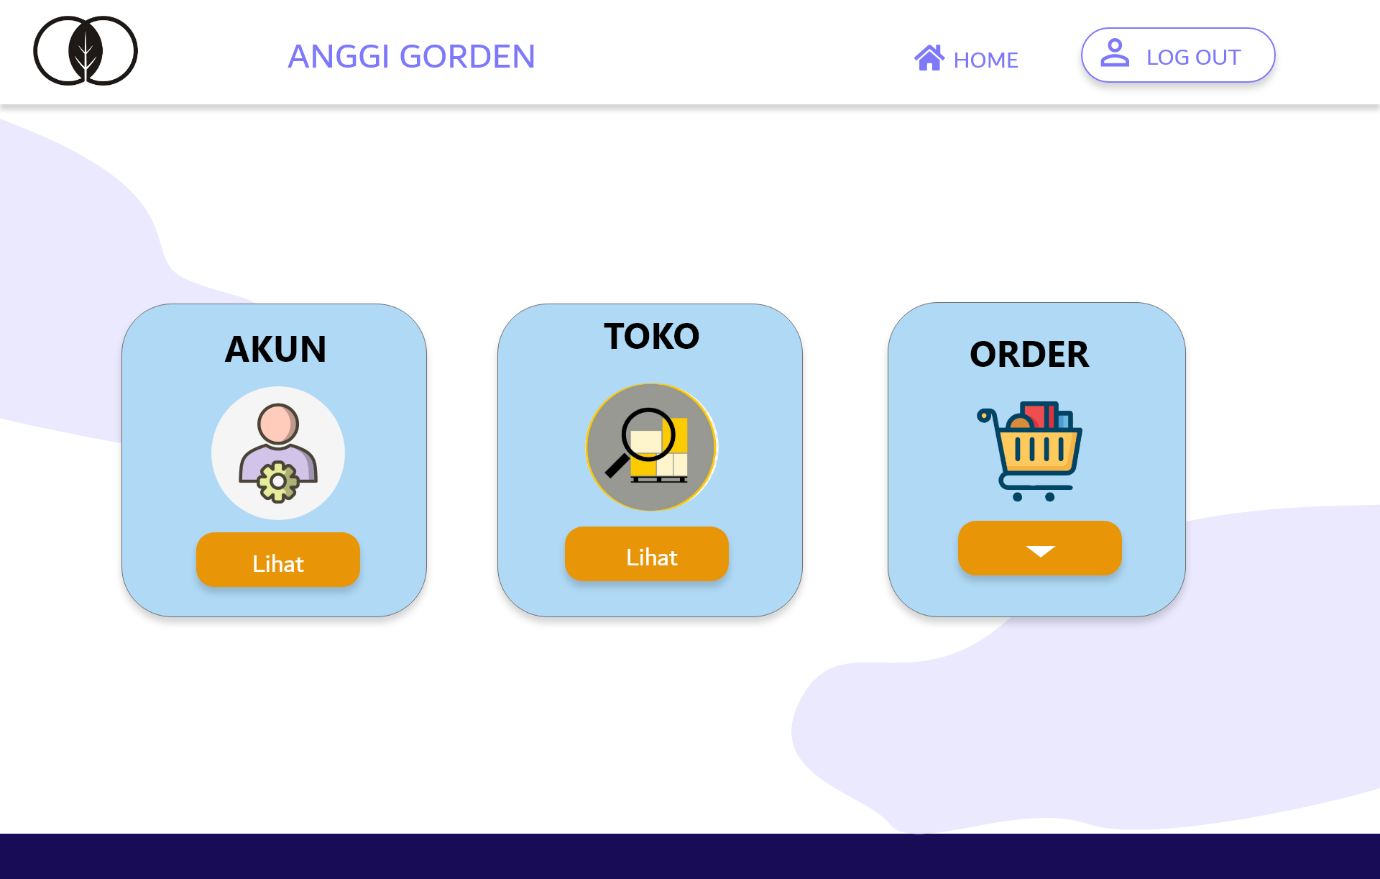 ANGGI GORDEN
HOME
LOG OUT
AKUN
TOKO
ORDER
Lihat
Lihat